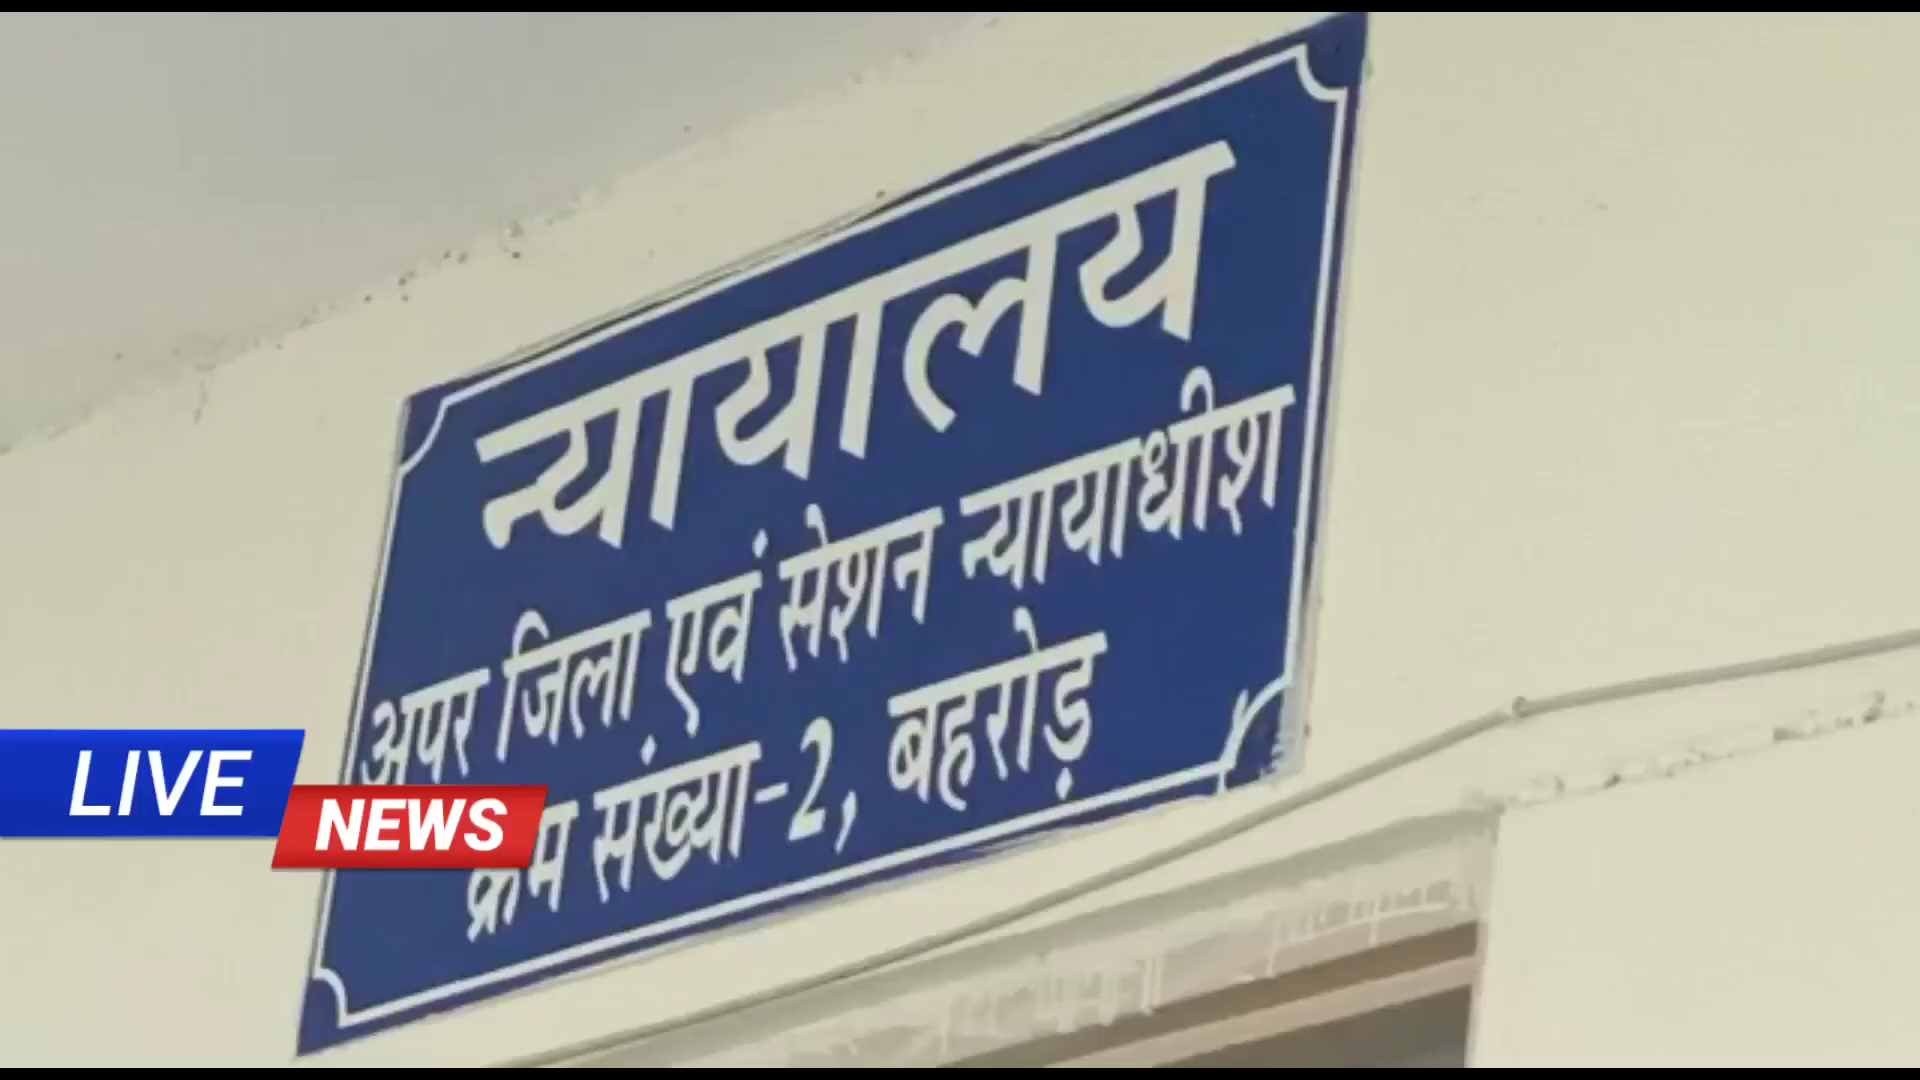 न्यायालय
अपर जिला एवं सेशन न्यायाधीश
क्रम संख्या-2, बहरोड़
LIVE
NEWS